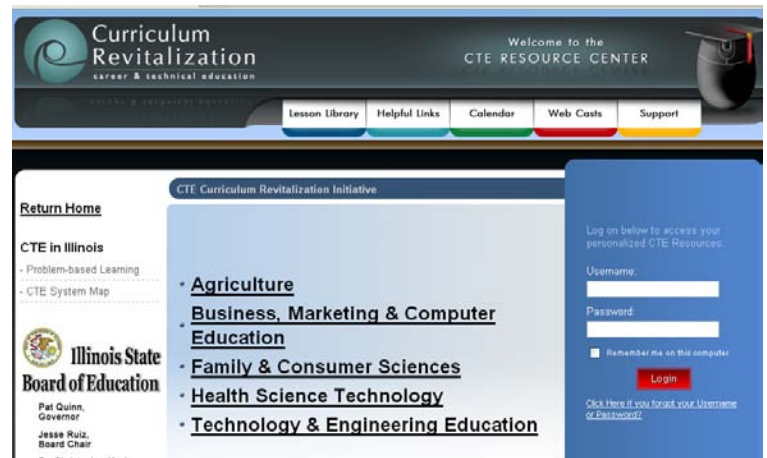 Curriculum
Revitalization
career & technical education
Welcome to the
CTE RESOURCE CENTER
Lesson Library
Helpful Links
Calendar
Web Casts
Support
CTE Curriculum Revitalization Initiative
Return Home
CTE in Illinois
- Problem-based Learning
- CTE System Map
Illinois State
Board of Education
Pat Quinn,
Governor
Jesse Ruiz,
Board Chair
• Agriculture
• Business, Marketing & Computer
Education
• Family & Consumer Sciences
• Health Science Technology
• Technology & Engineering Education
Log on below to access your
personalized CTE Resources.
Username:
Password:
Remember me on this computer
Login
Click Here if you forgot your Username
or Password?